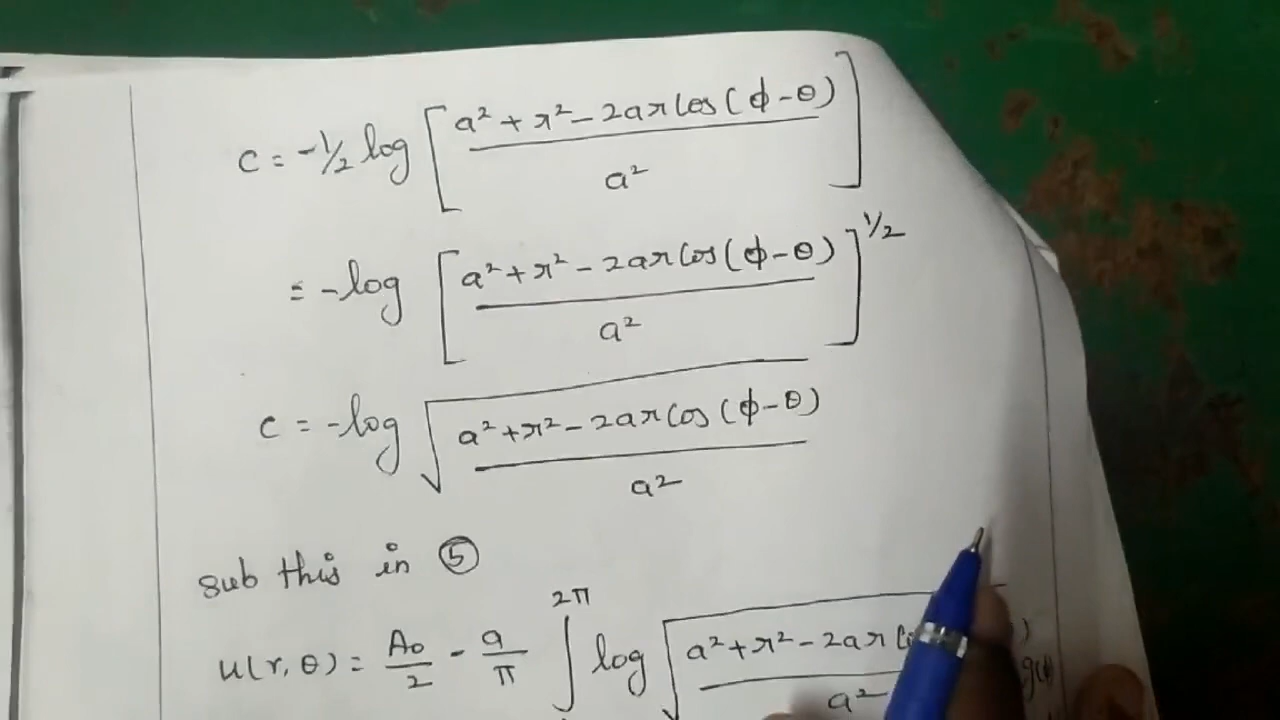 c = -1/2 log [ (a² + r² - 2ar Cos(ϕ - θ)) / a² ]
= -log [ (a² + r² - 2ar Cos(ϕ - θ)) / a² ]^1/2
c = -log √( (a² + r² - 2ar Cos(ϕ - θ)) / a² )
sub this in ⑤
u(r, θ) = A₀/2 - a/π ∫ 2π log √( a² + r² - 2ar / a²